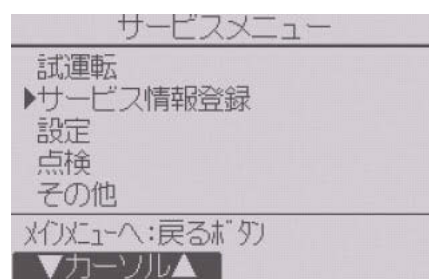 サービスメニュー
試運転
▶サービス情報登録
設定
点検
その他
メインメニューへ:戻るボタン
▼カーソル▲